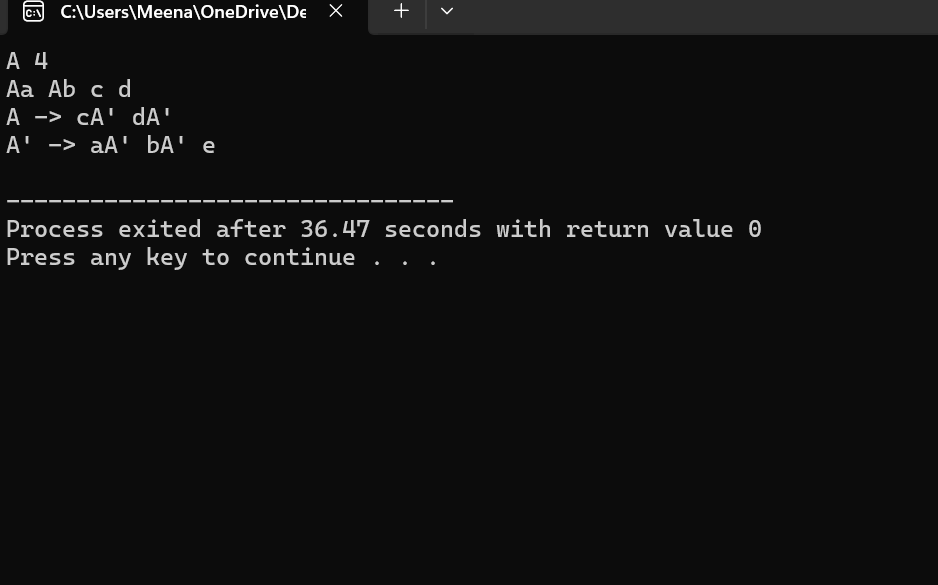 C:\Users\Meena\OneDrive\De
A 4
Aa Ab c d
A -> cA' dA'
A' -> aA' bA' e
--------------------------------
Process exited after 36.47 seconds with return value 0
Press any key to continue . . .